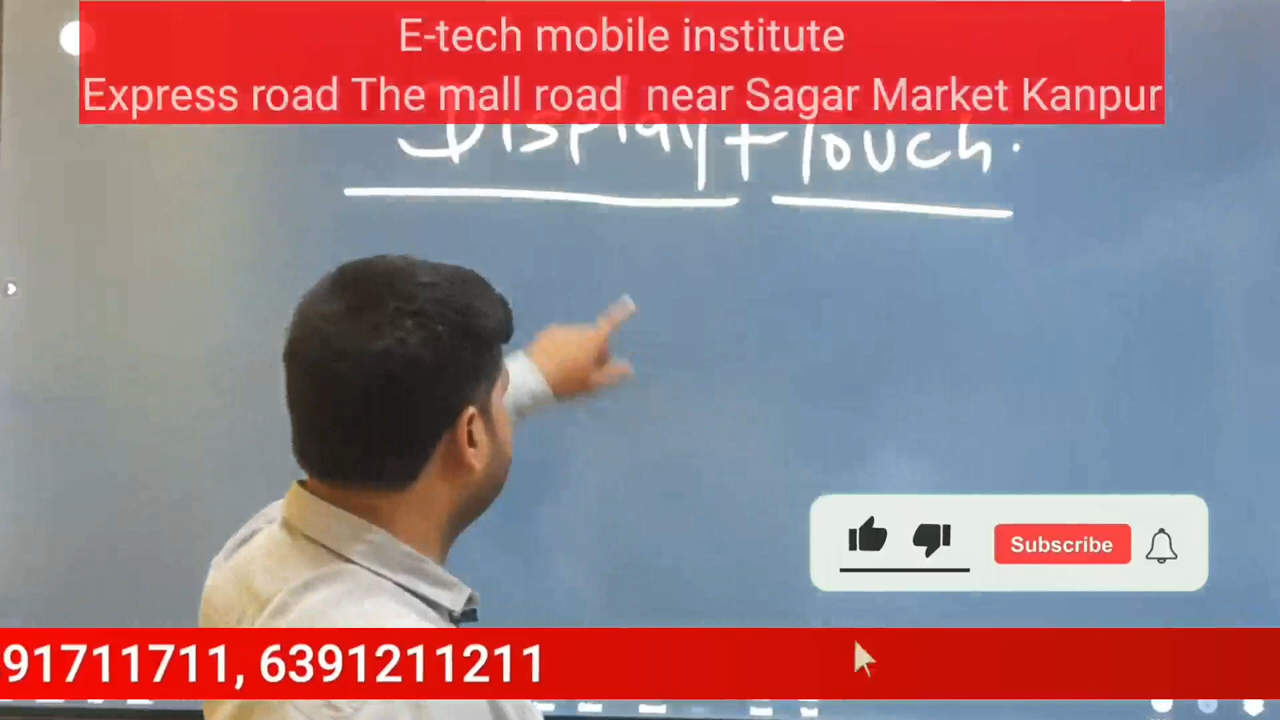 E-tech mobile institute
Express road The mall road near Sagar Market Kanpur
Display + Touch.
Subscribe
91711711, 6391211211